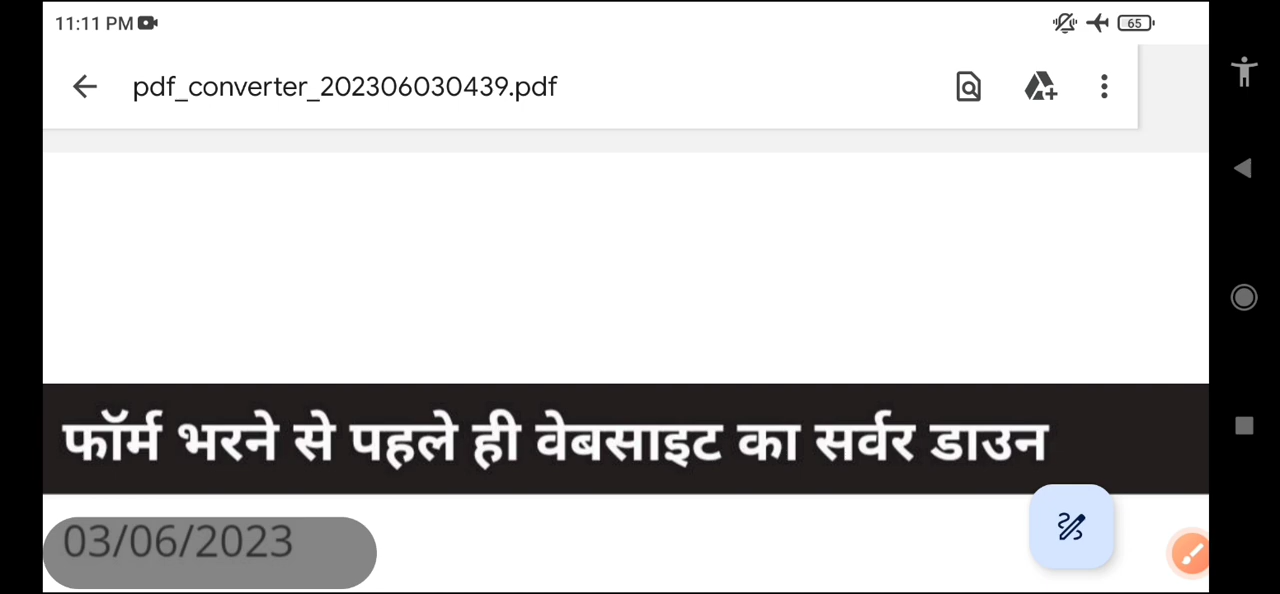 11:11 PM
65
pdf_converter_202306030439.pdf
फॉर्म भरने से पहले ही वेबसाइट का सर्वर डाउन
03/06/2023